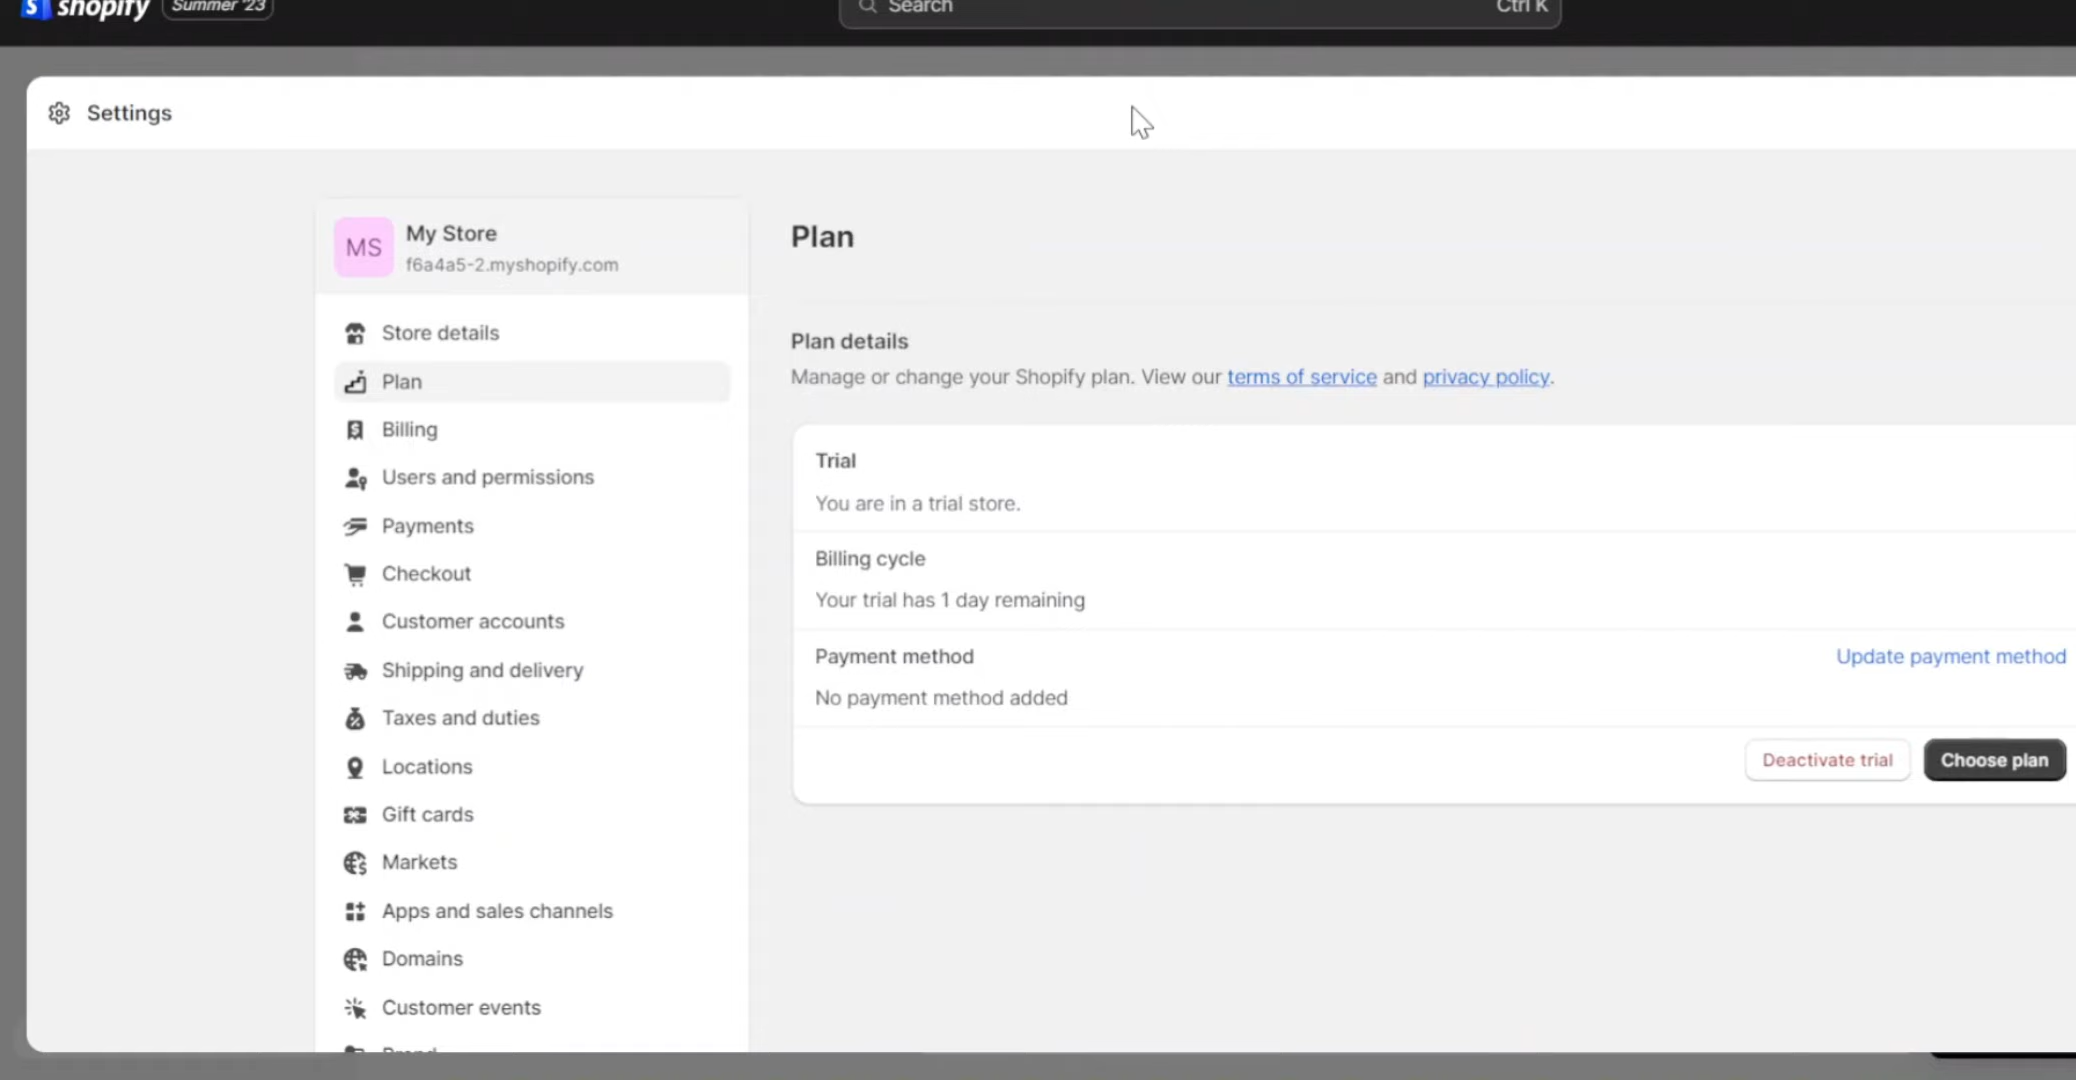 shopify Summer '23
Search Ctrl K
Settings
MS
My Store
f6a4a5-2.myshopify.com
Store details
Plan
Billing
Users and permissions
Payments
Checkout
Customer accounts
Shipping and delivery
Taxes and duties
Locations
Gift cards
Markets
Apps and sales channels
Domains
Customer events
Plan
Plan details
Manage or change your Shopify plan. View our terms of service and privacy policy.
Trial
You are in a trial store.
Billing cycle
Your trial has 1 day remaining
Payment method
Update payment method
No payment method added
Deactivate trial
Choose plan